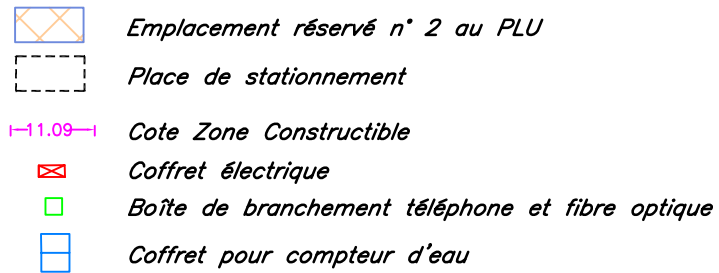 Emplacement réservé n° 2 au PLU
Place de stationnement
11.09 Cote Zone Constructible
Coffret électrique
Boîte de branchement téléphone et fibre optique
Coffret pour compteur d'eau